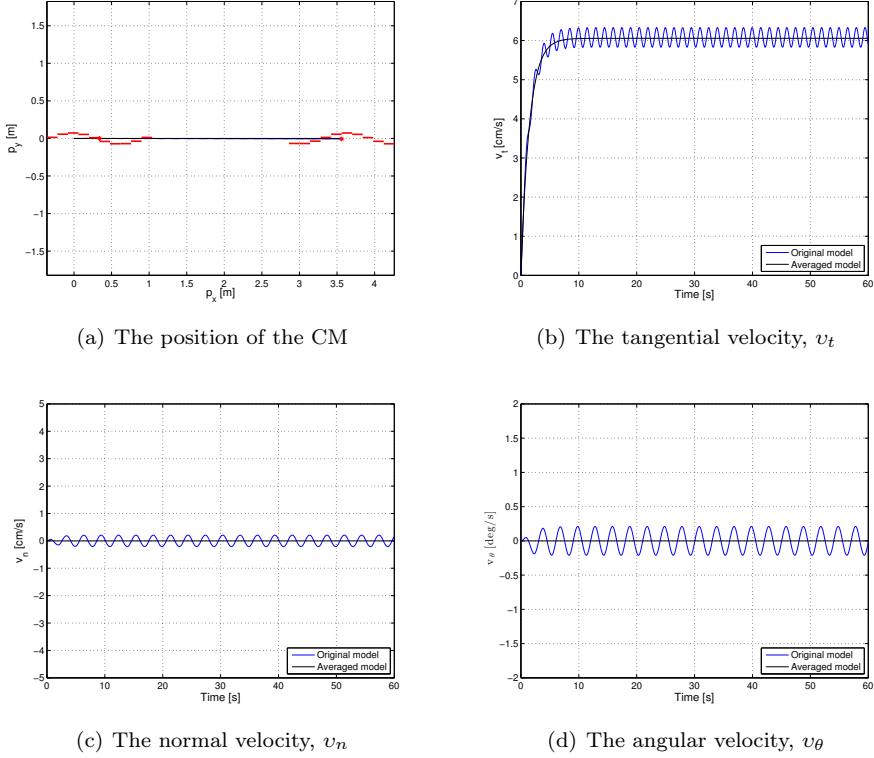 1.5
1
0.5
0
−0.5
−1
−1.5
p_y [m]
0 0.5 1 1.5 2 2.5 3 3.5 4
p_x [m]
(a) The position of the CM
7
6
5
4
3
2
1
0
v_t [cm/s]
0 10 20 30 40 50 60
Time [s]
Original model
Averaged model
(b) The tangential velocity, υ_t
5
4
3
2
1
0
−1
−2
−3
−4
−5
v_n [cm/s]
0 10 20 30 40 50 60
Time [s]
Original model
Averaged model
(c) The normal velocity, υ_n
2
1.5
1
0.5
0
−0.5
−1
−1.5
−2
v_θ [deg/s]
0 10 20 30 40 50 60
Time [s]
Original model
Averaged model
(d) The angular velocity, υ_θ